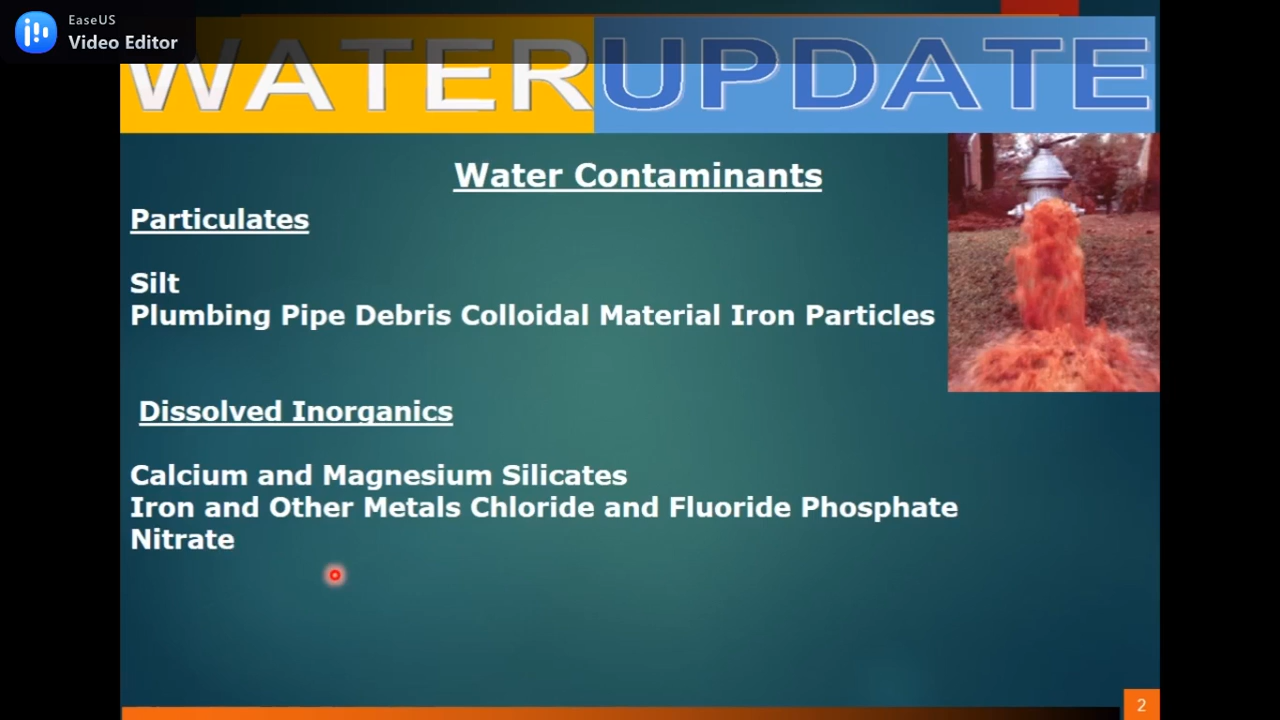 EaseUS
Video Editor
WATERUPDATE
Water Contaminants
Particulates
Silt
Plumbing Pipe Debris Colloidal Material Iron Particles
Dissolved Inorganics
Calcium and Magnesium Silicates
Iron and Other Metals Chloride and Fluoride Phosphate
Nitrate
2